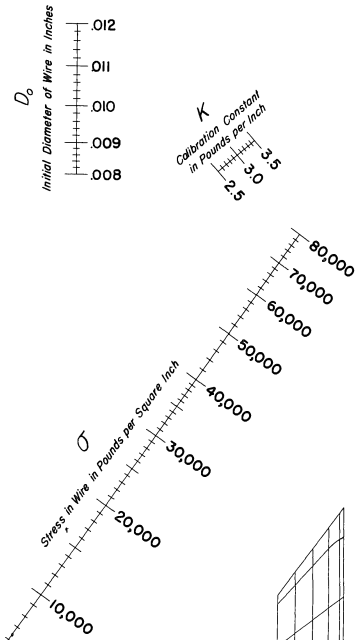 D₀
Initial Diameter of Wire in Inches
.012
.011
.010
.009
.008
K
Calibration Constant
in Pounds per Inch
3.5
3.0
2.5
80,000
70,000
60,000
50,000
40,000
30,000
20,000
10,000
σ
Stress in Wire in Pounds per Square Inch